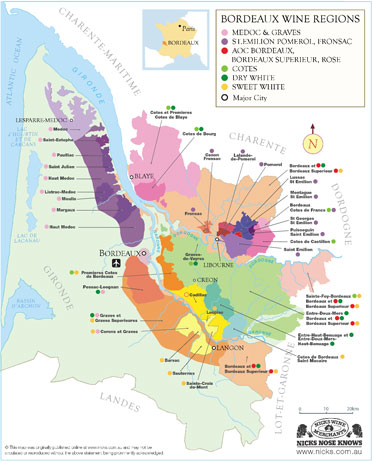 Paris
BORDEAUX
BORDEAUX WINE REGIONS
MEDOC & GRAVES
ST.EMILION POMEROL, FRONSAC
AOC BORDEAUX,
BORDEAUX SUPERIEUR, ROSE
COTES
DRY WHITE
SWEET WHITE
Major City
N
ATLANTIC OCEAN
GIRONDE
CHARENTE-MARITIME
CHARENTE
DORDOGNE
LESPARRE-MEDOC
Medoc
Saint-Estephe
Pauillac
Saint Julien
Haut Medoc
Listrac-Medoc
Moulis
Margaux
Haut Medoc
LAC DE
LACANAU
Cotes et Premieres
Cotes de Blaye
Cotes de Bourg
BLAYE
Canon
Fronsac
Lalande-
de-Pomerol
Pomerol
Fronsac
Bordeaux et
Bordeaux Superieur
Lussac
St Emilion
Montagne
St Emilion
Bordeaux
Cotes de Francs
St Georges
St Emilion
Puisseguin
Saint Emilion
Cotes de Castillon
Saint Emilion
BORDEAUX
LIBOURNE
Graves-
de-Vayres
CREON
Premieres Cotes
de Bordeaux
Pessac-Leognan
Cadillac
Loupiac
Graves et
Graves Superieures
Cerons et Graves
Barsac
Sauternes
Sainte-Croix-
du-Mont
LANGON
Sainte-Foy-Bordeaux
Bordeaux et
Bordeaux Superieur
Entre-Deux-Mers
Bordeaux et
Bordeaux Superieur
Entre-Deux-Mers-
Haut-Benauge
Cotes de Bordeaux
Saint Macaire
Bordeaux et
Bordeaux Superieur
GIRONDE
LANDES
LOT-ET-GARONNE
0
10
20km
NICK'S WINE
MERCHANTS
NICKS NOSE KNOWS
www.nicks.com.au